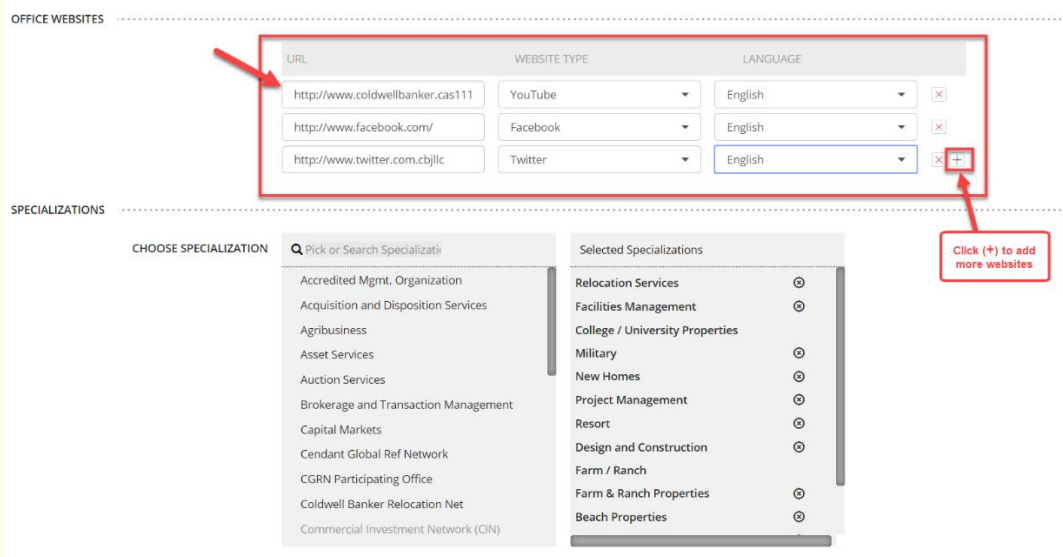 OFFICE WEBSITES
URL WEBSITE TYPE LANGUAGE
http://www.coldwellbanker.cas111 YouTube English
http://www.facebook.com/ Facebook English
http://www.twitter.com.cbjllc Twitter English
SPECIALIZATIONS
CHOOSE SPECIALIZATION
Pick or Search Specializati
Accredited Mgmt. Organization
Acquisition and Disposition Services
Agribusiness
Asset Services
Auction Services
Brokerage and Transaction Management
Capital Markets
Cendant Global Ref Network
CGRN Participating Office
Coldwell Banker Relocation Net
Commercial Investment Network (CIN)
Selected Specializations
Relocation Services
Facilities Management
College / University Properties
Military
New Homes
Project Management
Resort
Design and Construction
Farm / Ranch
Farm & Ranch Properties
Beach Properties
Click (+) to add
more websites